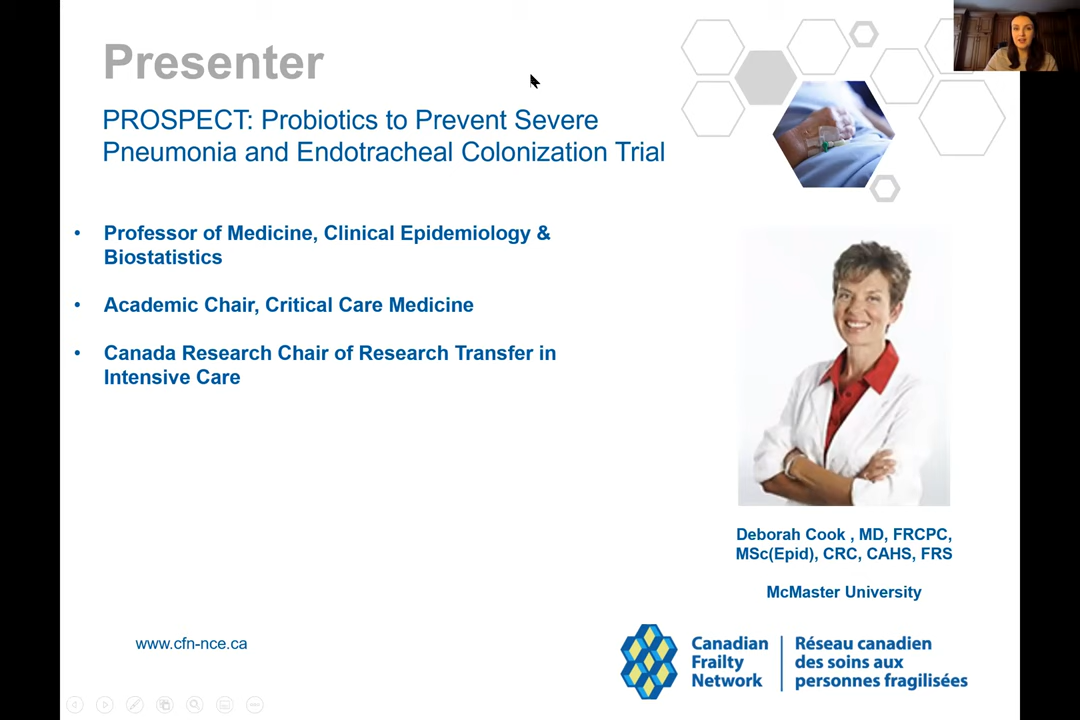 Presenter
PROSPECT: Probiotics to Prevent Severe
Pneumonia and Endotracheal Colonization Trial
• Professor of Medicine, Clinical Epidemiology &
Biostatistics
• Academic Chair, Critical Care Medicine
• Canada Research Chair of Research Transfer in
Intensive Care
Deborah Cook , MD, FRCPC,
MSc(Epid), CRC, CAHS, FRS
McMaster University
www.cfn-nce.ca
Canadian
Frailty
Network
Réseau canadien
des soins aux
personnes fragilisées